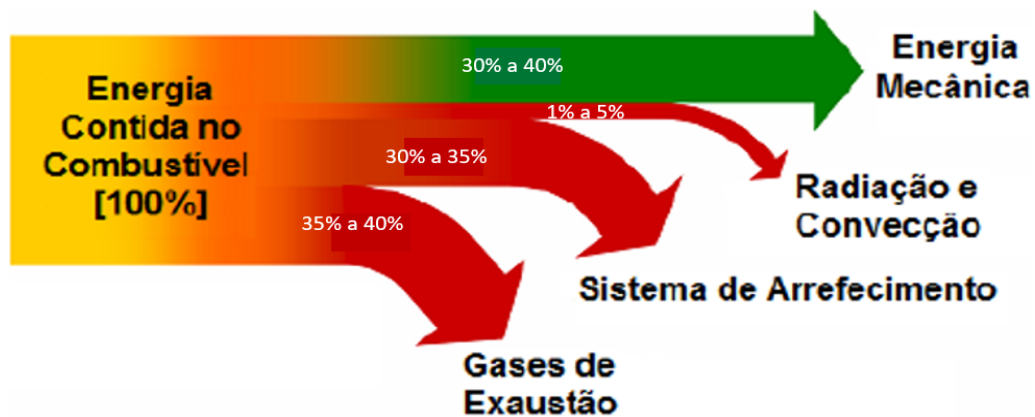 Energia
Contida no
Combustível
[100%]
30% a 40%
Energia
Mecânica
1% a 5%
Radiação e
Convecção
30% a 35%
Sistema de Arrefecimento
35% a 40%
Gases de
Exaustão